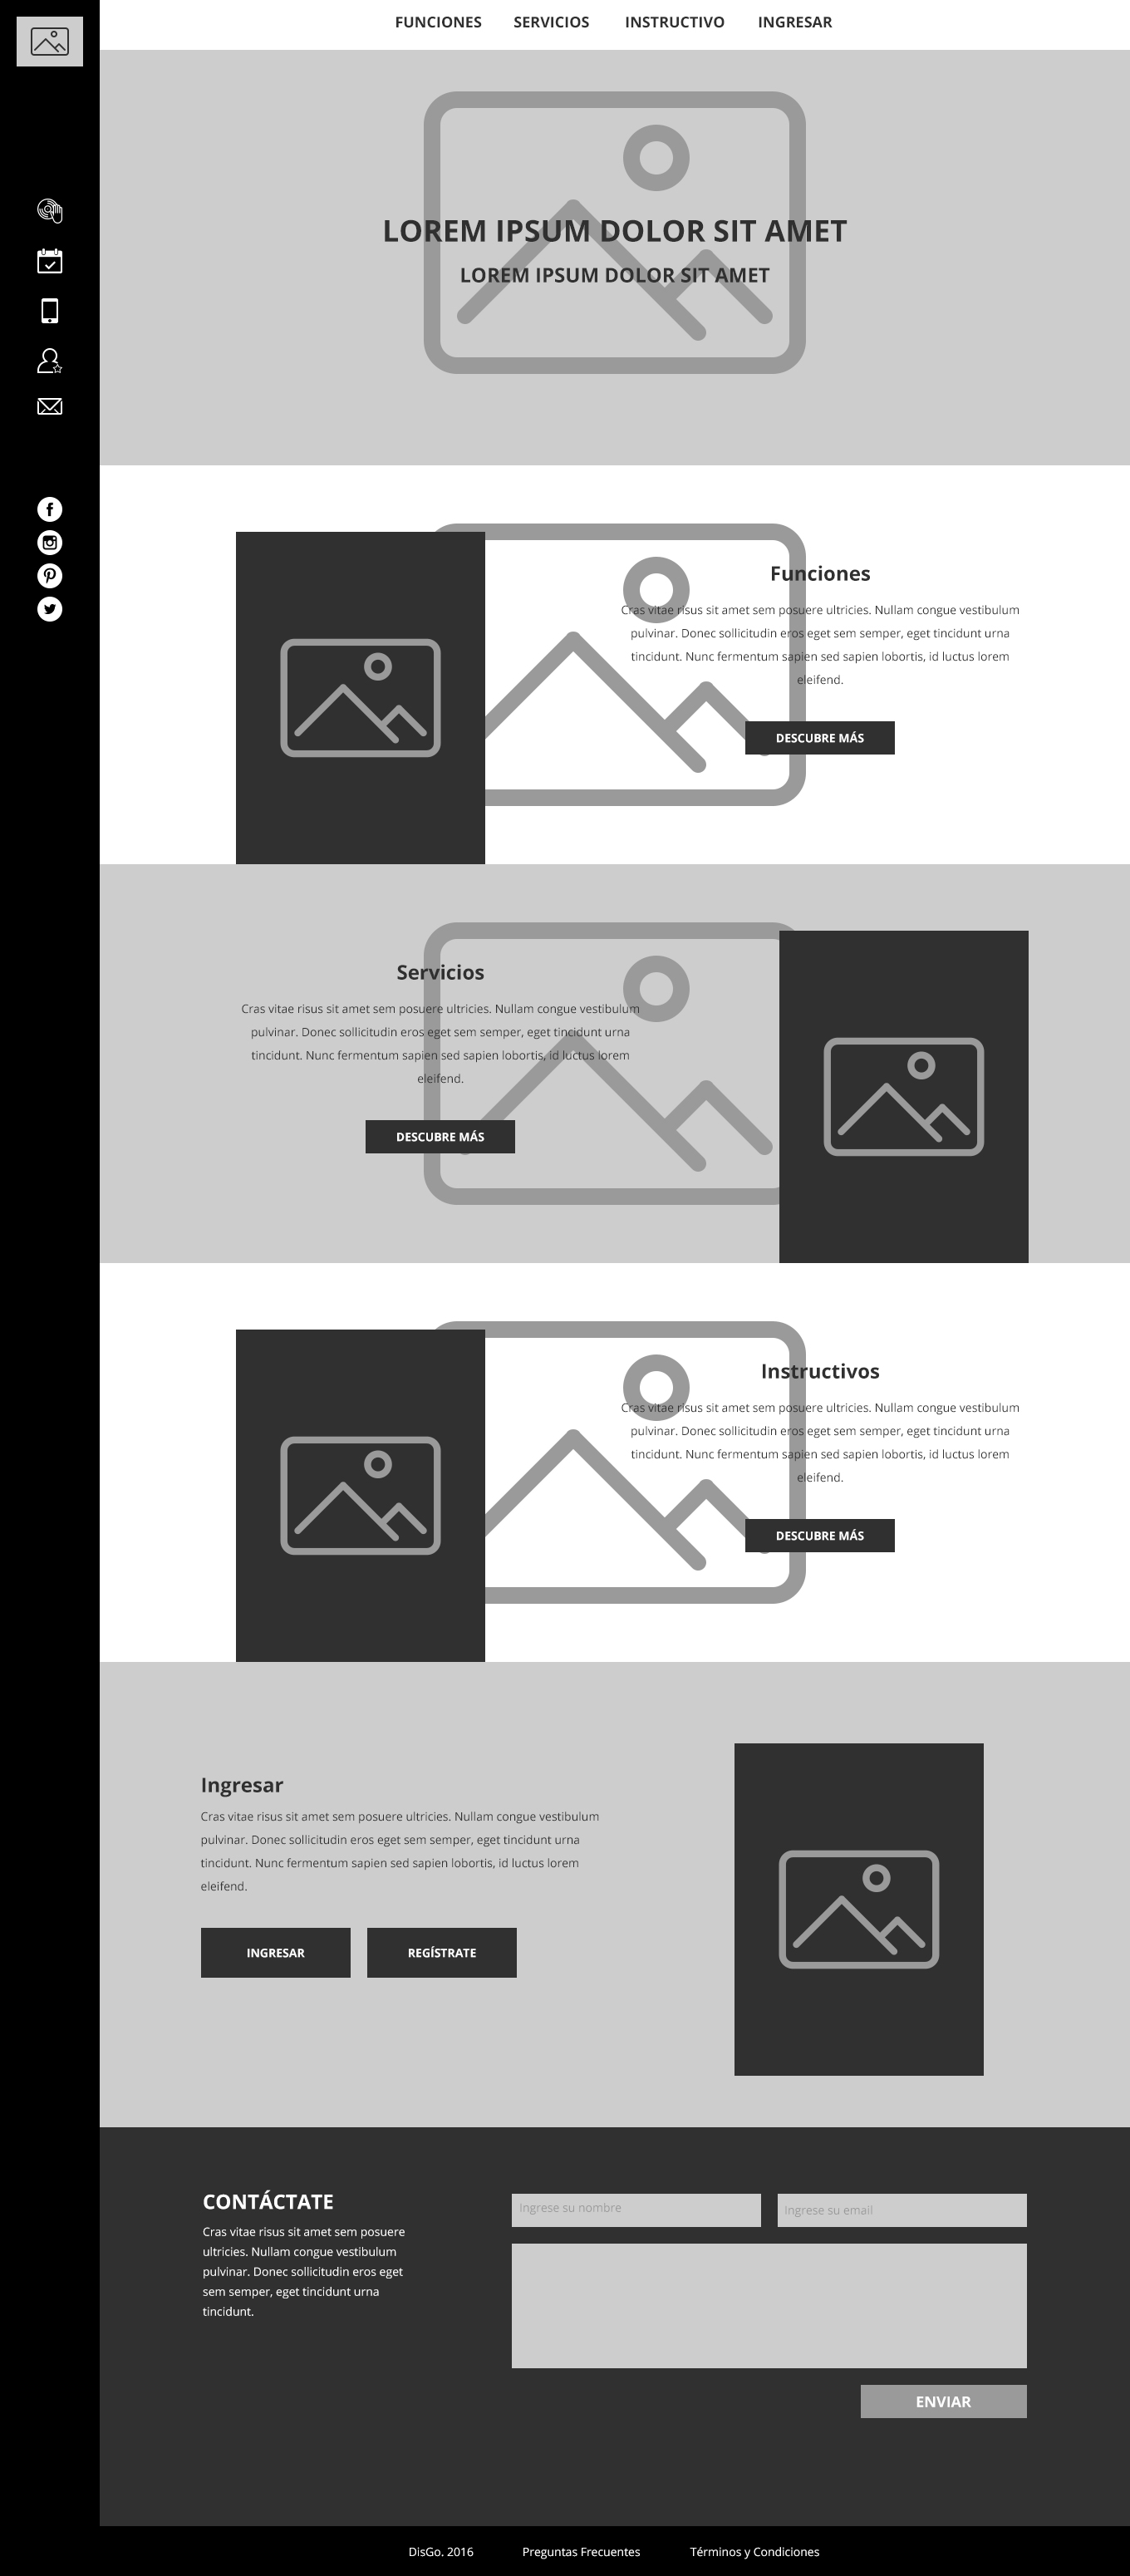 FUNCIONES SERVICIOS INSTRUCTIVO INGRESAR
LOREM IPSUM DOLOR SIT AMET
LOREM IPSUM DOLOR SIT AMET
Funciones
Cras vitae risus sit amet sem posuere ultricies. Nullam congue vestibulum
pulvinar. Donec sollicitudin eros eget sem semper, eget tincidunt urna
tincidunt. Nunc fermentum sapien sed sapien lobortis, id luctus lorem
eleifend.
DESCUBRE MÁS
Servicios
Cras vitae risus sit amet sem posuere ultricies. Nullam congue vestibulum
pulvinar. Donec sollicitudin eros eget sem semper, eget tincidunt urna
tincidunt. Nunc fermentum sapien sed sapien lobortis, id luctus lorem
eleifend.
DESCUBRE MÁS
Instructivos
Cras vitae risus sit amet sem posuere ultricies. Nullam congue vestibulum
pulvinar. Donec sollicitudin eros eget sem semper, eget tincidunt urna
tincidunt. Nunc fermentum sapien sed sapien lobortis, id luctus lorem
eleifend.
DESCUBRE MÁS
Ingresar
Cras vitae risus sit amet sem posuere ultricies. Nullam congue vestibulum
pulvinar. Donec sollicitudin eros eget sem semper, eget tincidunt urna
tincidunt. Nunc fermentum sapien sed sapien lobortis, id luctus lorem
eleifend.
INGRESAR REGÍSTRATE
CONTÁCTATE
Cras vitae risus sit amet sem posuere
ultricies. Nullam congue vestibulum
pulvinar. Donec sollicitudin eros eget
sem semper, eget tincidunt urna
tincidunt.
Ingrese su nombre Ingrese su email
ENVIAR
DisGo. 2016 Preguntas Frecuentes Términos y Condiciones